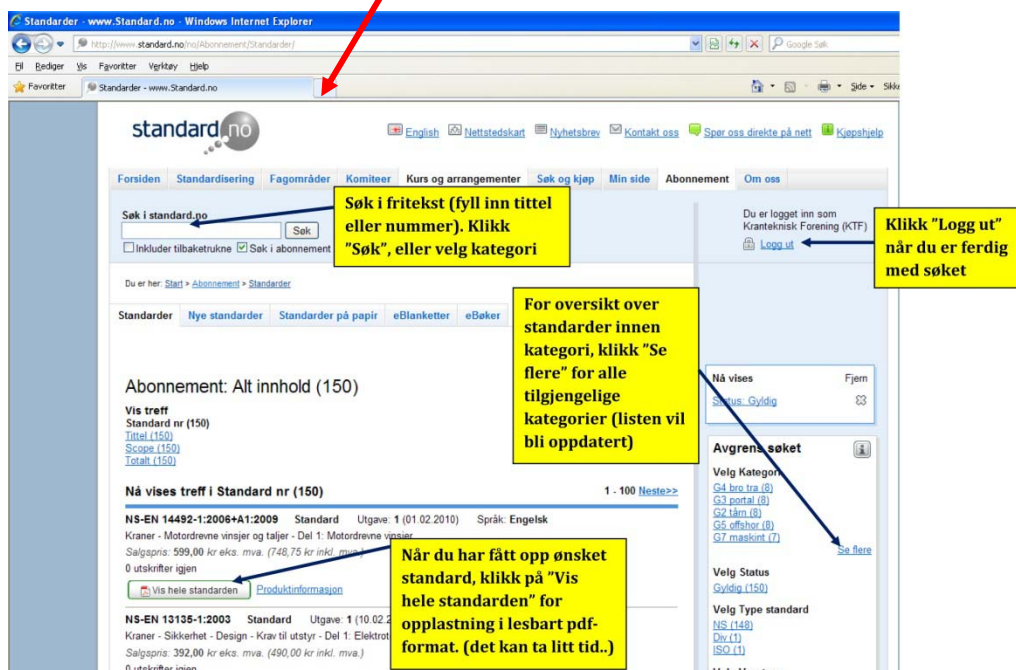 Standarder - www.Standard.no - Windows Internet Explorer
http://www.standard.no/no/Abonnement/Standarder/
Google Søk
Fil Rediger Vis Favoritter Verktøy Hjelp
Favoritter Standarder - www.Standard.no Side Sikke
standard no
English Nettstedskart Nyhetsbrev Kontakt oss Spør oss direkte på nett Kjøpshjelp
Forsiden Standardisering Fagområder Komiteer Kurs og arrangementer Søk og kjøp Min side Abonnement Om oss
Søk i standard.no
Søk
Inkluder tilbaketrukne Søk i abonnement
Søk i fritekst (fyll inn tittel
eller nummer). Klikk
”Søk”, eller velg kategori
Du er logget inn som
Kranteknisk Forening (KTF)
Logg ut
Klikk ”Logg ut”
når du er ferdig
med søket
Du er her: Start > Abonnement > Standarder
Standarder Nye standarder Standarder på papir eBlanketter eBøker
For oversikt over
standarder innen
kategori, klikk ”Se
flere” for alle
tilgjengelige
kategorier (listen vil
bli oppdatert)
Abonnement: Alt innhold (150)
Vis treff
Standard nr (150)
Tittel (150)
Scope (150)
Totalt (150)
Nå vises Fjern
Status: Gyldig
Avgrens søket
Velg Kategori
G4 bro tra (8)
G3 portal (8)
G2 tårn (8)
G5 offshor (8)
G7 maskint (7)
Se flere
Velg Status
Gyldig (150)
Velg Type standard
NS (148)
Div (1)
ISO (1)
Nå vises treff i Standard nr (150) 1 - 100 Neste>>
NS-EN 14492-1:2006+A1:2009 Standard Utgave: 1 (01.02.2010) Språk: Engelsk
Kraner - Motordrevne vinsjer og taljer - Del 1: Motordrevne vinsjer
Salgspris: 599,00 kr eks. mva. (748,75 kr inkl. mva.)
0 utskrifter igjen
Vis hele standarden Produktinformasjon
Når du har fått opp ønsket
standard, klikk på ”Vis
hele standarden” for
opplastning i lesbart pdf-
format. (det kan ta litt tid..)
NS-EN 13135-1:2003 Standard Utgave: 1 (10.02.2
Kraner - Sikkerhet - Design - Krav til utstyr - Del 1: Elektrot
Salgspris: 392,00 kr eks. mva. (490,00 kr inkl. mva.)
0 utskrifter igjen